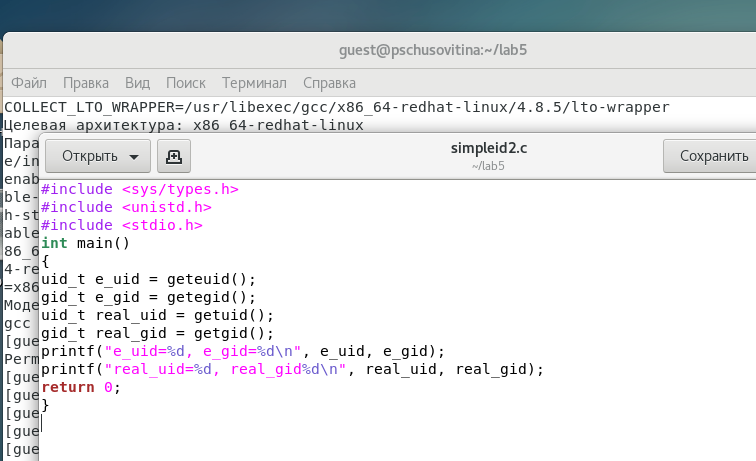 guest@pschusovitina:~/lab5
Файл Правка Вид Поиск Терминал Справка
COLLECT_LTO_WRAPPER=/usr/libexec/gcc/x86_64-redhat-linux/4.8.5/lto-wrapper
Целевая архитектура: x86_64-redhat-linux
Пара
e/in
enab
ble-
h-st
able
86_6
4-re
=x86
Моде
gcc
[gue
Perm
[gue
[gue
[gue
[gue
[gue
Открыть
simpleid2.c
~/lab5
Сохранить
#include <sys/types.h>
#include <unistd.h>
#include <stdio.h>
int main()
{
uid_t e_uid = geteuid();
gid_t e_gid = getegid();
uid_t real_uid = getuid();
gid_t real_gid = getgid();
printf("e_uid=%d, e_gid=%d\n", e_uid, e_gid);
printf("real_uid=%d, real_gid%d\n", real_uid, real_gid);
return 0;
}